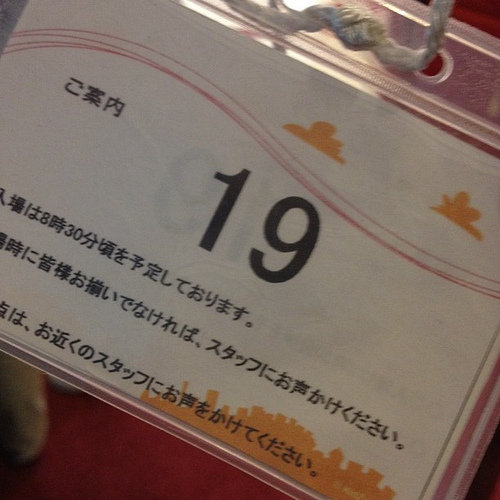 ご案内
19
入場は8時30分頃を予定しております。
場時に皆様お揃いでなければ、スタッフにお声かけください。
点は、お近くのスタッフにお声をかけてください。